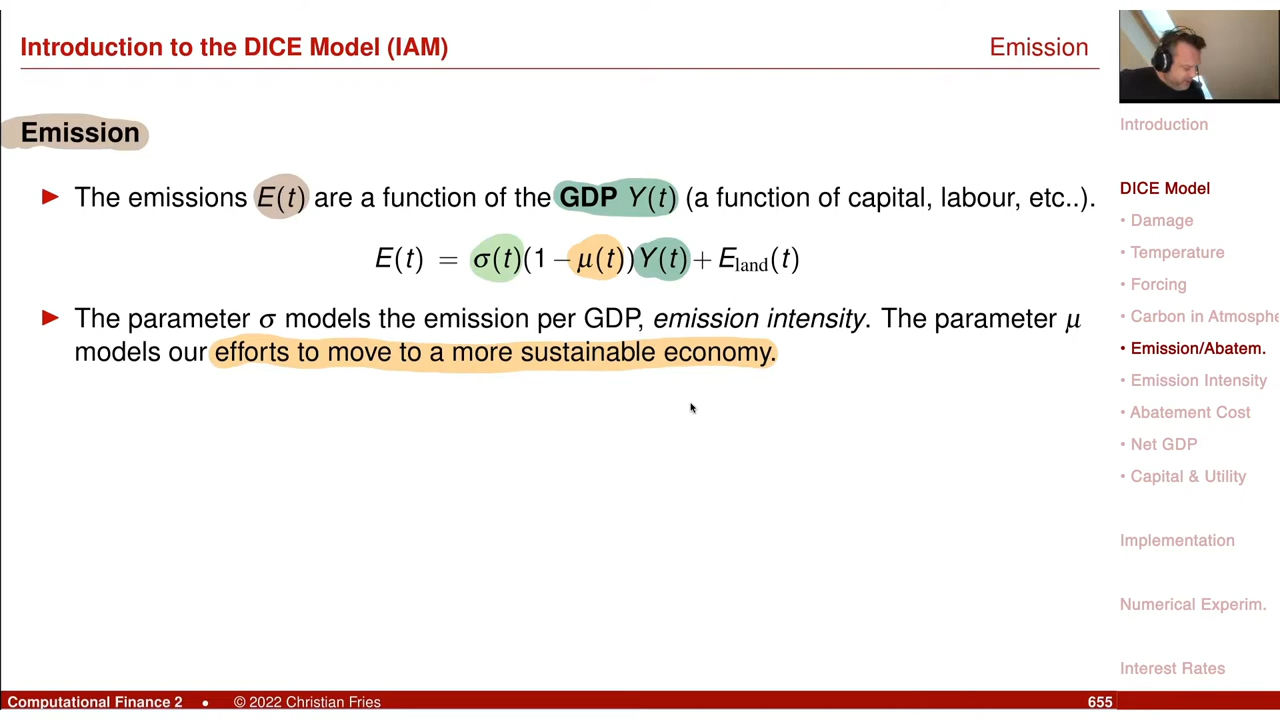 Introduction to the DICE Model (IAM)
Emission
Emission
▶ The emissions E(t) are a function of the GDP Y(t) (a function of capital, labour, etc..).
E(t) = σ(t)(1 − μ(t))Y(t) + E_land(t)
▶ The parameter σ models the emission per GDP, emission intensity. The parameter μ
models our efforts to move to a more sustainable economy.
Introduction
DICE Model
• Damage
• Temperature
• Forcing
• Carbon in Atmosphe
• Emission/Abatem.
• Emission Intensity
• Abatement Cost
• Net GDP
• Capital & Utility
Implementation
Numerical Experim.
Interest Rates
Computational Finance 2 • © 2022 Christian Fries
655